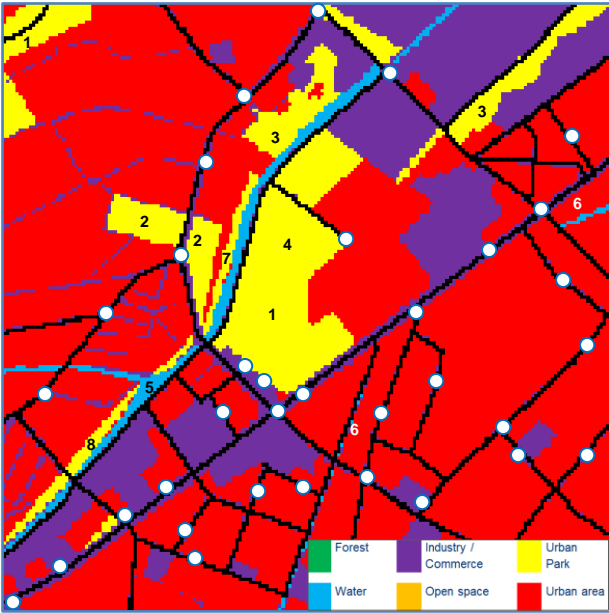 1
3
3
6
2
2
4
7
1
5
6
8
Forest
Industry /
Commerce
Urban
Park
Water
Open space
Urban area